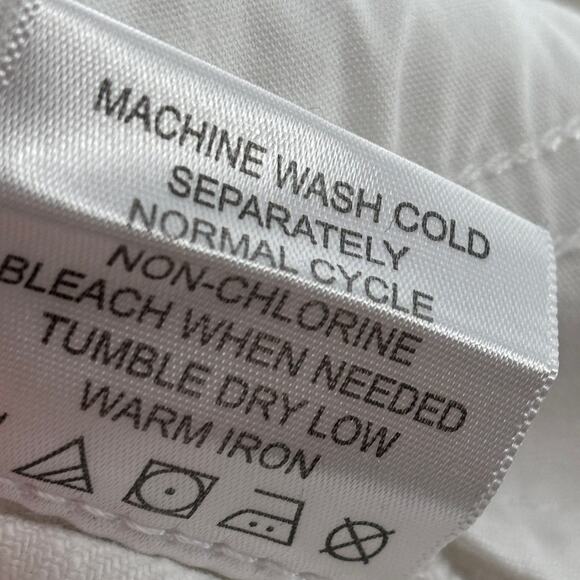 MACHINE WASH COLD
SEPARATELY
NORMAL CYCLE
NON-CHLORINE
BLEACH WHEN NEEDED
TUMBLE DRY LOW
WARM IRON